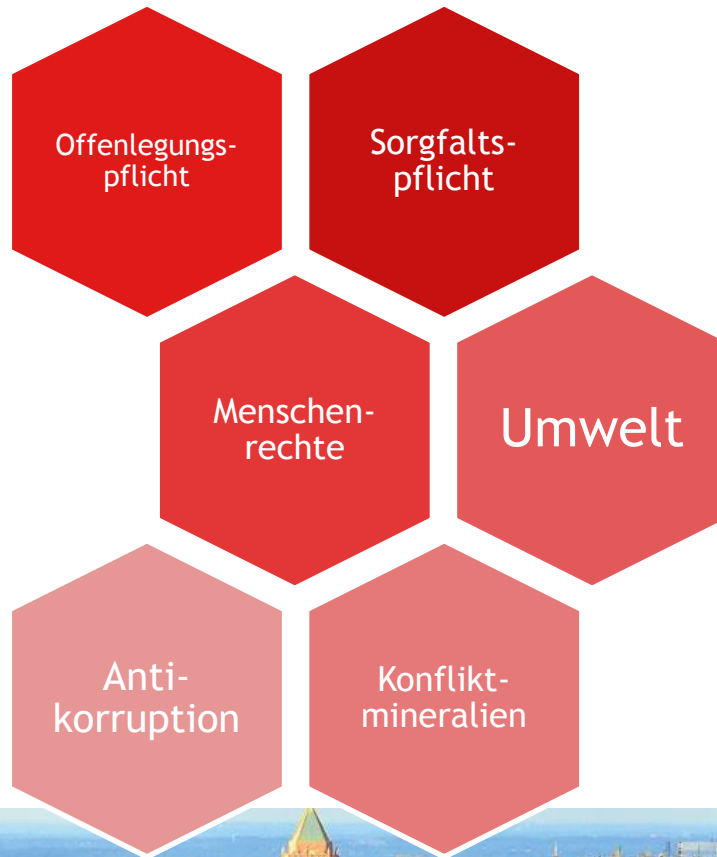 Offenlegungs-
pflicht
Sorgfalts-
pflicht
Menschen-
rechte
Umwelt
Anti-
korruption
Konflikt-
mineralien